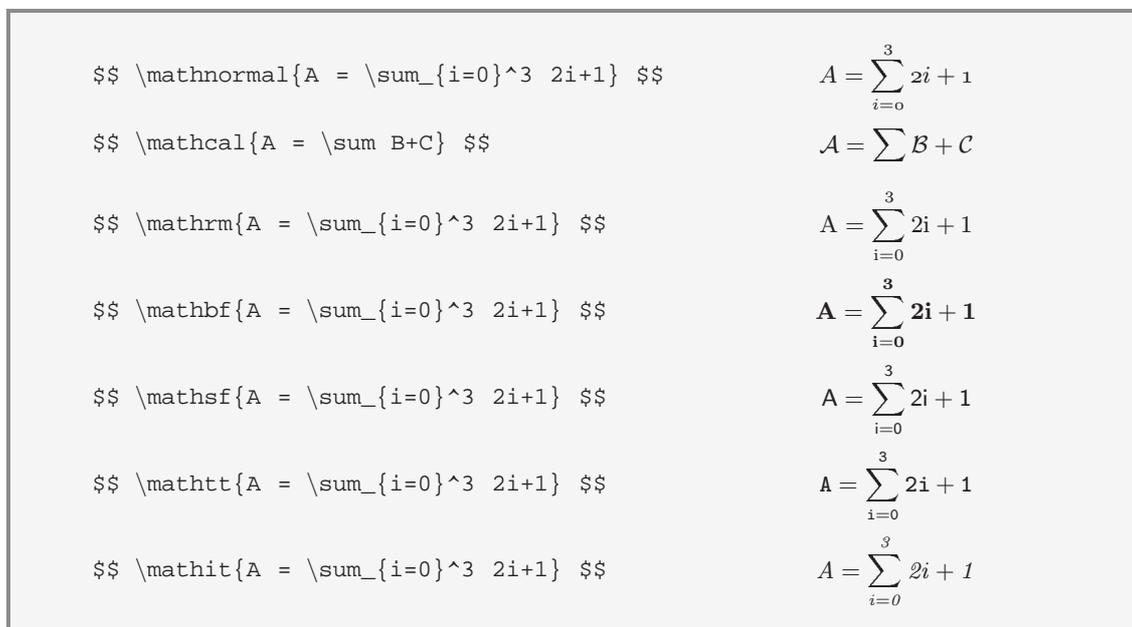 $$ \mathnormal{A = \sum_{i=0}^3 2i+1} $$ A = ∑_{i=0}^{3} 2i + 1
$$ \mathcal{A = \sum B+C} $$ 𝒜 = ∑ ℬ + 𝒞
$$ \mathrm{A = \sum_{i=0}^3 2i+1} $$ A = ∑_{i=0}^{3} 2i + 1
$$ \mathbf{A = \sum_{i=0}^3 2i+1} $$ A = ∑_{i=0}^{3} 2i + 1
$$ \mathsf{A = \sum_{i=0}^3 2i+1} $$ A = ∑_{i=0}^{3} 2i + 1
$$ \mathtt{A = \sum_{i=0}^3 2i+1} $$ A = ∑_{i=0}^{3} 2i + 1
$$ \mathit{A = \sum_{i=0}^3 2i+1} $$ A = ∑_{i=0}^{3} 2i + 1